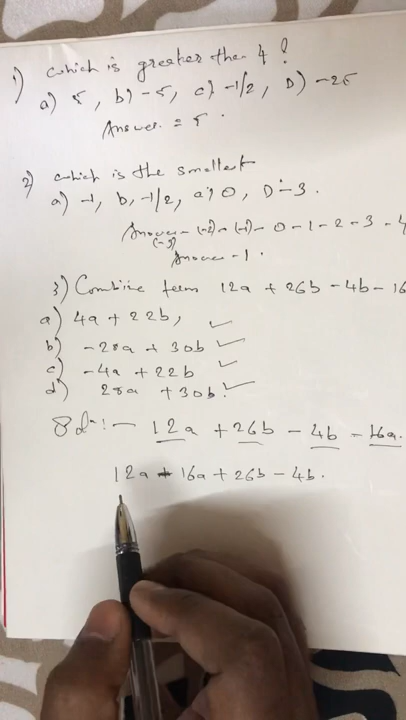 1) which is greater than 4 ?
a) 5, b) -5, c) -1/2, D) -25
Answer = 5.
2) which is the smallest
a) -1, b, -1/2, c) 0, D -3.
Answer
(-3)
Answer - 1.
3) Combine term 12a + 26b - 4b - 16
a) 4a + 22b,
b) -28a + 30b
c) -4a + 22b
d) 28a + 30b.
12a + 26b - 4b - 16a.
12a + 16a + 26b - 4b.